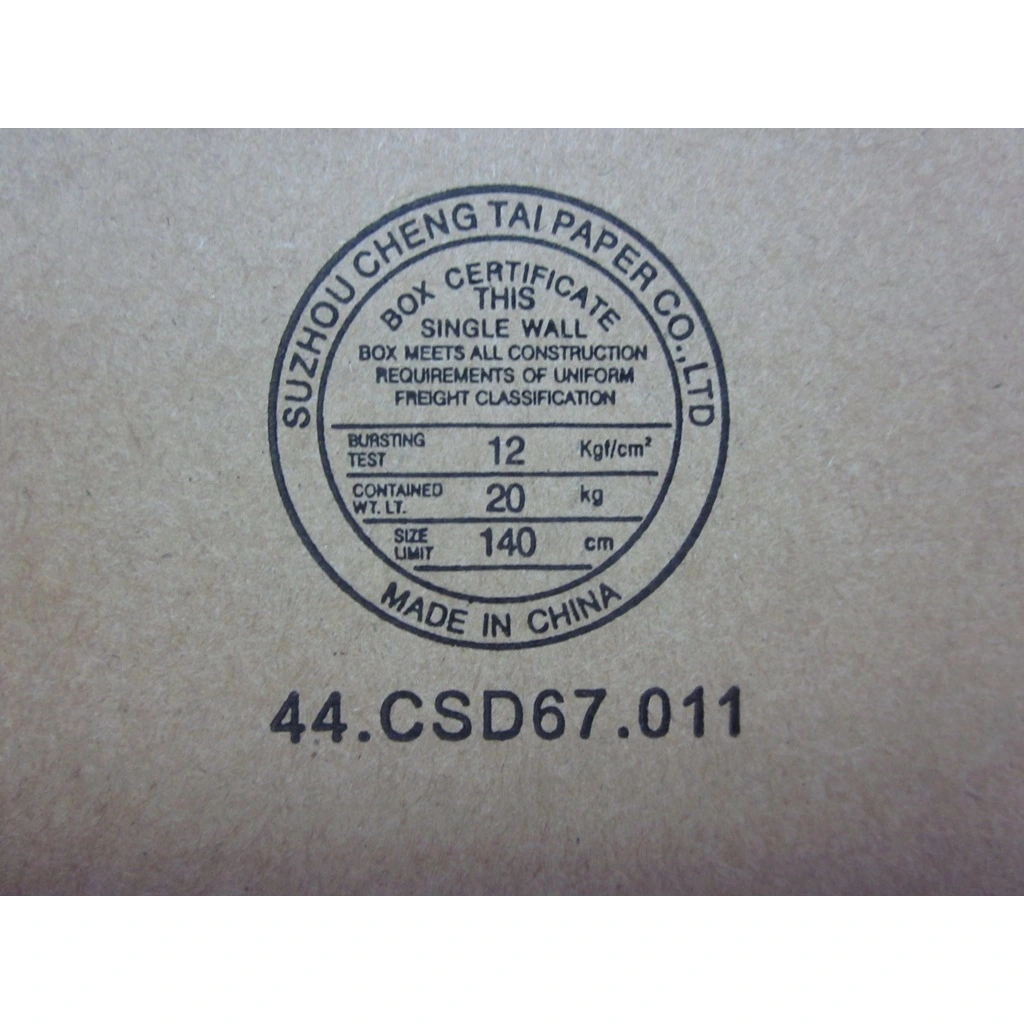 SUZHOU CHENG TAI PAPER CO.,LTD
BOX CERTIFICATE
THIS
SINGLE WALL
BOX MEETS ALL CONSTRUCTION
REQUIREMENTS OF UNIFORM
FREIGHT CLASSIFICATION
BURSTING TEST 12 Kgf/cm²
CONTAINED WT. LT. 20 kg
SIZE LIMIT 140 cm
MADE IN CHINA
44.CSD67.011